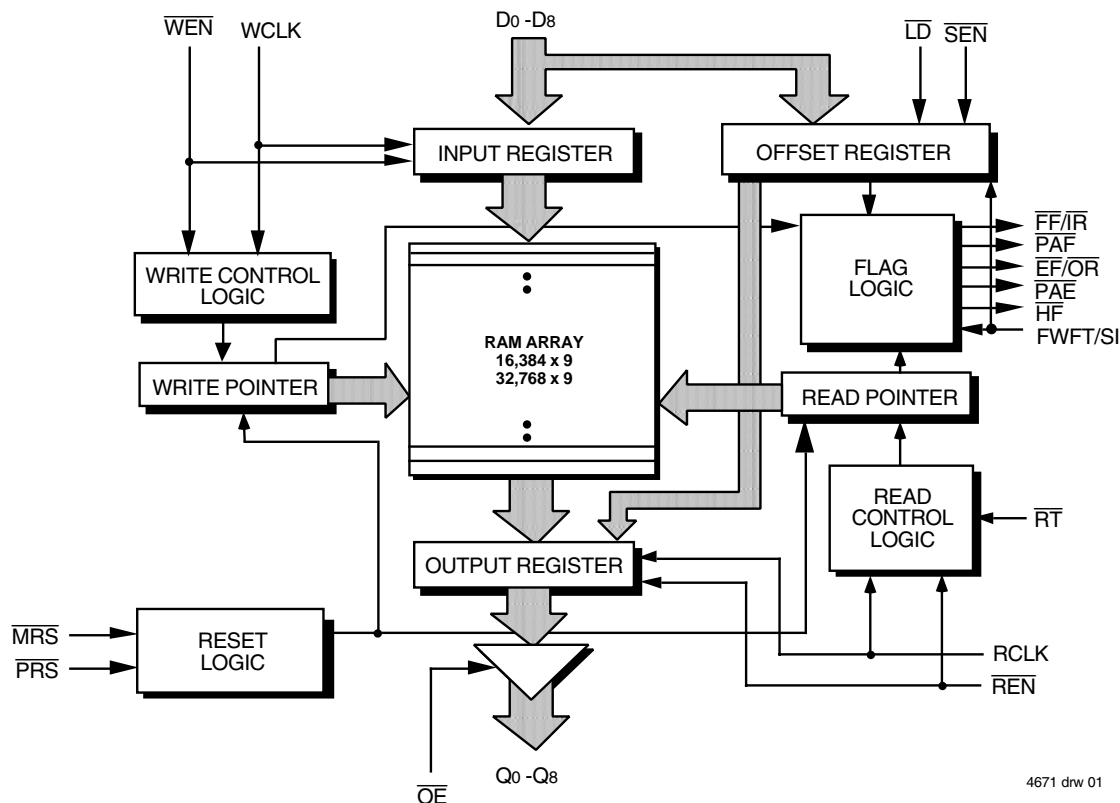 WEN
WCLK
D0 -D8
LD
SEN
INPUT REGISTER
OFFSET REGISTER
WRITE CONTROL
LOGIC
FLAG
LOGIC
FF/IR
PAF
EF/OR
PAE
HF
FWFT/SI
RAM ARRAY
16,384 x 9
32,768 x 9
WRITE POINTER
READ POINTER
READ
CONTROL
LOGIC
RT
OUTPUT REGISTER
MRS
PRS
RESET
LOGIC
RCLK
REN
OE
Q0 -Q8
4671 drw 01